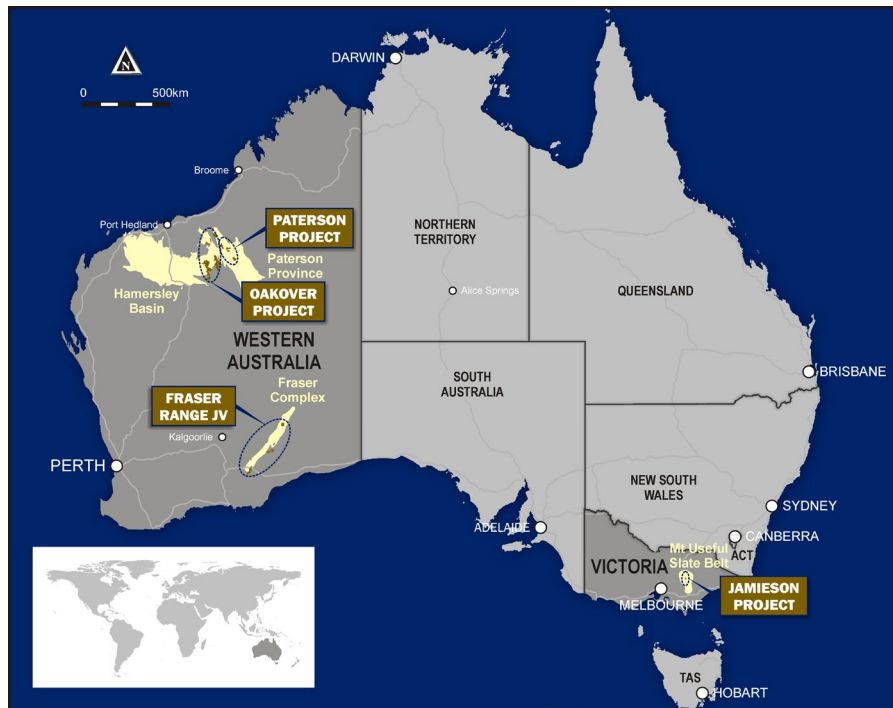 DARWIN
N
0 500km
Broome
Port Hedland
PATERSON
PROJECT
Paterson
Province
OAKOVER
PROJECT
Hamersley
Basin
NORTHERN
TERRITORY
Alice Springs
QUEENSLAND
WESTERN
AUSTRALIA
SOUTH
AUSTRALIA
BRISBANE
Fraser
Complex
FRASER
RANGE JV
Kalgoorlie
PERTH
NEW SOUTH
WALES
SYDNEY
ADELAIDE
CANBERRA
ACT
Mt Useful
Slate Belt
VICTORIA
MELBOURNE
JAMIESON
PROJECT
TAS
HOBART